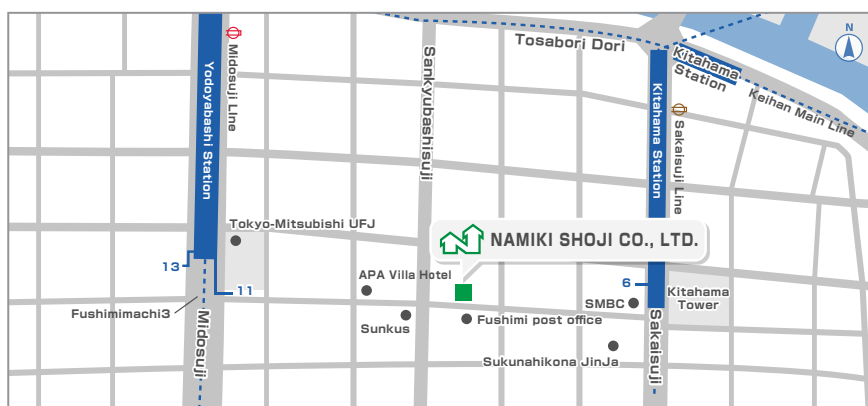 N
Tosabori Dori
Kitahama
Station
Keihan Main Line
Yodoyabashi Station
Midosuji Line
Sankyubashisuji
Kitahama Station
Sakaisuji Line
Tokyo-Mitsubishi UFJ
NAMIKI SHOJI CO., LTD.
13
11
APA Villa Hotel
6
SMBC
Kitahama
Tower
Fushimimachi3
Midosuji
Sunkus
Fushimi post office
Sukunahikona JinJa
Sakaisuji